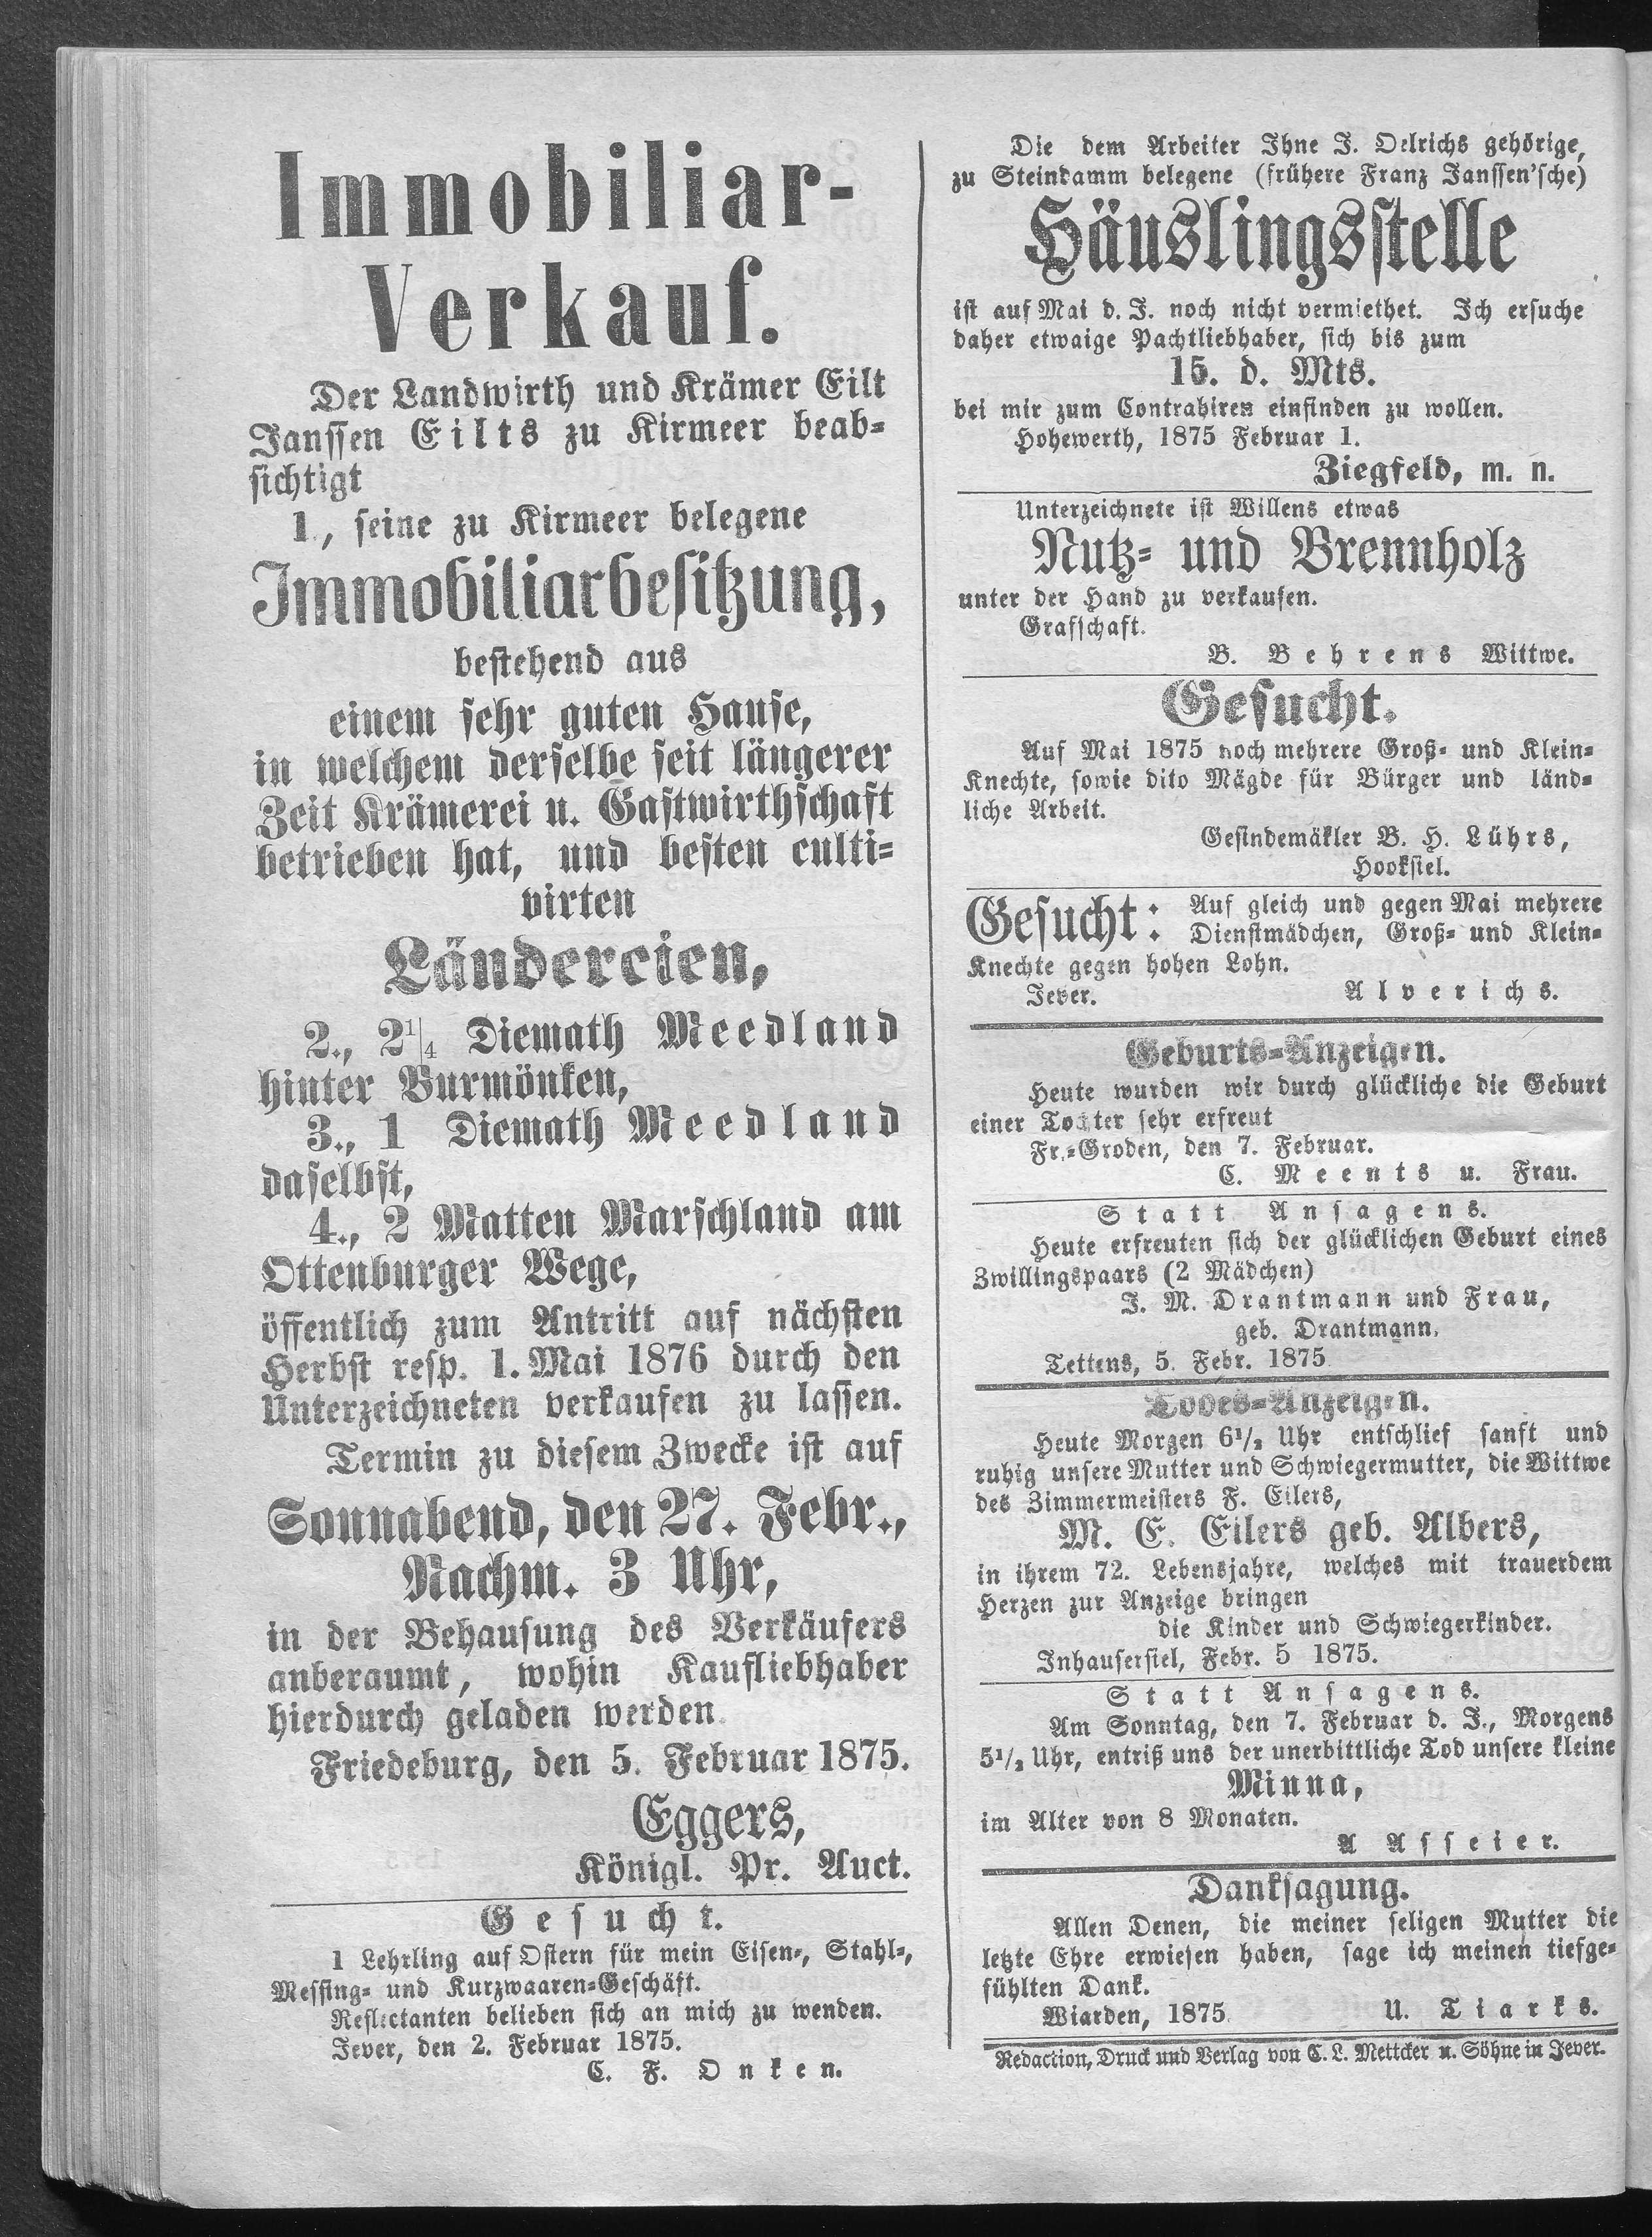 Immobiliar-
Verkauf.
Der Landwirth und Krämer Eilt
Janssen Eilts zu Kirmeer beab-
sichtigt
1., seine zu Kirmeer belegene
Immobiliarbesitzung,
bestehend aus
einem sehr guten Hause,
in welchem derselbe seit längerer
Zeit Krämerei u. Gastwirthschaft
betrieben hat, und besten culti-
virten
Ländereien,
2., 2 1/4 Diemath Meedland
hinter Burmönken,
3., 1 Diemath Meedland
daselbst,
4., 2 Matten Marschland am
Ottenburger Wege,
öffentlich zum Antritt auf nächsten
Herbst resp. 1. Mai 1876 durch den
Unterzeichneten verkaufen zu lassen.
Termin zu diesem Zwecke ist auf
Sonnabend, den 27. Febr.,
Nachm. 3 Uhr,
in der Behausung des Verkäufers
anberaumt, wohin Kaufliebhaber
hierdurch geladen werden.
Friedeburg, den 5. Februar 1875.
Eggers,
Königl. Pr. Auct.
Gesucht.
1 Lehrling auf Ostern für mein Eisen-, Stahl-,
Messing- und Kurzwaaren-Geschäft.
Reflectanten belieben sich an mich zu wenden.
Jever, den 2. Februar 1875.
C. F. Onken.
Die dem Arbeiter Ihne J. Oelrichs gehörige,
zu Steindamm belegene (frühere Franz Janssen'sche)
Häuslingsstelle
ist auf Mai d. J. noch nicht vermiethet. Ich ersuche
daher etwaige Pachtliebhaber, sich bis zum
15. d. Mts.
bei mir zum Contrahiren einfinden zu wollen.
Hohewerth, 1875 Februar 1.
Ziegfeld, m. n.
Unterzeichnete ist Willens etwas
Nutz- und Brennholz
unter der Hand zu verkaufen.
Grafschaft.
B. Behrens Wittwe.
Gesucht.
Auf Mai 1875 noch mehrere Groß- und Klein-
Knechte, sowie dito Mägde für Bürger und länd-
liche Arbeit.
Gesindemäkler B. H. Lührs,
Hooksiel.
Gesucht: Auf gleich und gegen Mai mehrere
Dienstmädchen, Groß- und Klein-
Knechte gegen hohen Lohn.
Jever. Alverichs.
Geburts-Anzeigen.
Heute wurden wir durch glückliche die Geburt
einer Tochter sehr erfreut
Fr.-Groden, den 7. Februar.
C. Meents u. Frau.
Statt Ansagens.
Heute erfreuten sich der glücklichen Geburt eines
Zwillingspaars (2 Mädchen)
J. M. Drantmann und Frau,
geb. Drantmann.
Tettens, 5. Febr. 1875
Todes-Anzeigen.
Heute Morgen 6 1/2 Uhr entschlief sanft und
ruhig unsere Mutter und Schwiegermutter, die Wittwe
des Zimmermeisters F. Eilers,
M. E. Eilers geb. Albers,
in ihrem 72. Lebensjahre, welches mit trauerdem
Herzen zur Anzeige bringen
die Kinder und Schwiegerkinder.
Inhausersiel, Febr. 5 1875.
Statt Ansagens.
Am Sonntag, den 7. Februar d. J., Morgens
5 1/2 Uhr, entriß uns der unerbittliche Tod unsere kleine
Minna,
im Alter von 8 Monaten.
A Asseier.
Danksagung.
Allen Denen, die meiner seligen Mutter die
letzte Ehre erwiesen haben, sage ich meinen tiefge-
fühlten Dank.
Wiarden, 1875. U. Tiarks.
Redaction, Druck und Verlag von C. L. Mettcker u. Söhne in Jever.